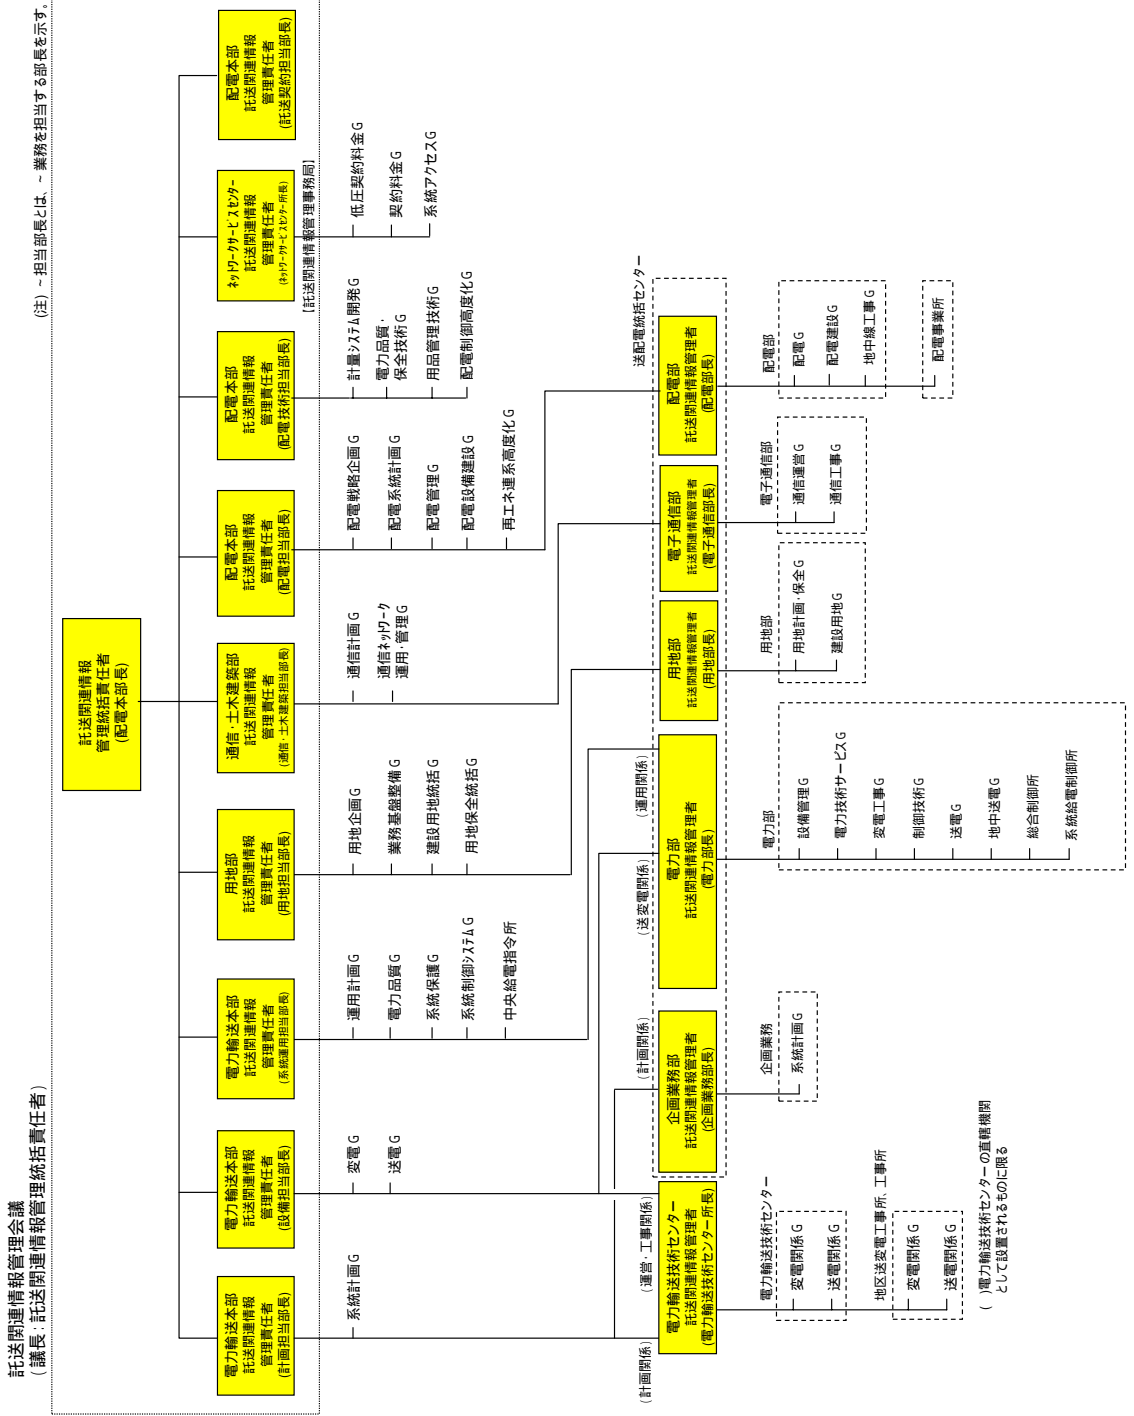 託送関連情報管理会議
(議長:託送関連情報管理統括責任者)
(注)~担当部長とは、~業務を担当する部長を示す。
託送関連情報
管理統括責任者
(配電本部長)
電力輸送本部
託送関連情報
管理責任者
(計画担当部長)
電力輸送本部
託送関連情報
管理責任者
(設備担当部長)
電力輸送本部
託送関連情報
管理責任者
(系統運用担当部長)
用地部
託送関連情報
管理責任者
(用地担当部長)
通信・土木建築部
託送関連情報
管理責任者
(通信・土木建築担当部長)
配電本部
託送関連情報
管理責任者
(配電担当部長)
配電本部
託送関連情報
管理責任者
(配電技術担当部長)
ネットワークサービスセンター
託送関連情報
管理責任者
(ネットワークサービスセンター所長)
配電本部
託送関連情報
管理責任者
(託送契約担当部長)
【託送関連情報管理事務局】
系統計画G
変電G
送電G
運用計画G
電力品質G
系統保護G
系統制御システムG
中央給電指令所
用地企画G
業務基盤整備G
建設用地統括G
用地保全統括G
通信計画G
通信ネットワーク
運用・管理G
配電戦略企画G
配電系統計画G
配電管理G
配電設備建設G
再エネ連系高度化G
計量システム開発G
電力品質・
保全技術G
用品管理技術G
配電制御高度化G
低圧契約料金G
契約料金G
系統アクセスG
送配電統括センター
(計画関係)
(運営・工事関係)
(計画関係)
(送変電関係)
(運用関係)
電力輸送技術センター
託送関連情報管理者
(電力輸送技術センター所長)
企画業務部
託送関連情報管理者
(企画業務部長)
電力部
託送関連情報管理者
(電力部長)
用地部
託送関連情報管理者
(用地部長)
電子通信部
託送関連情報管理者
(電子通信部長)
配電部
託送関連情報管理者
(配電部長)
電力輸送技術センター
変電関係G
送電関係G
地区送変電工事所、工事所
変電関係G
送電関係G
( )電力輸送技術センターの直轄機関
として設置されるものに限る
企画業務
系統計画G
電力部
設備管理G
電力技術サービスG
変電工事G
制御技術G
送電G
地中送電G
総合制御所
系統給電制御所
用地部
用地計画・保全G
建設用地G
電子通信部
通信運営G
通信工事G
配電部
配電G
配電建設G
地中線工事G
配電事業所